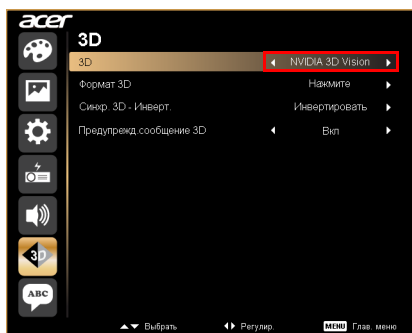 acer
3D
3D NVIDIA 3D Vision
Формат 3D Нажмите
Синхр. 3D - Инверт. Инвертировать
Предупрежд.сообщение 3D Вкл
3D
ABC
Выбрать Регулир. MENU Глав. меню